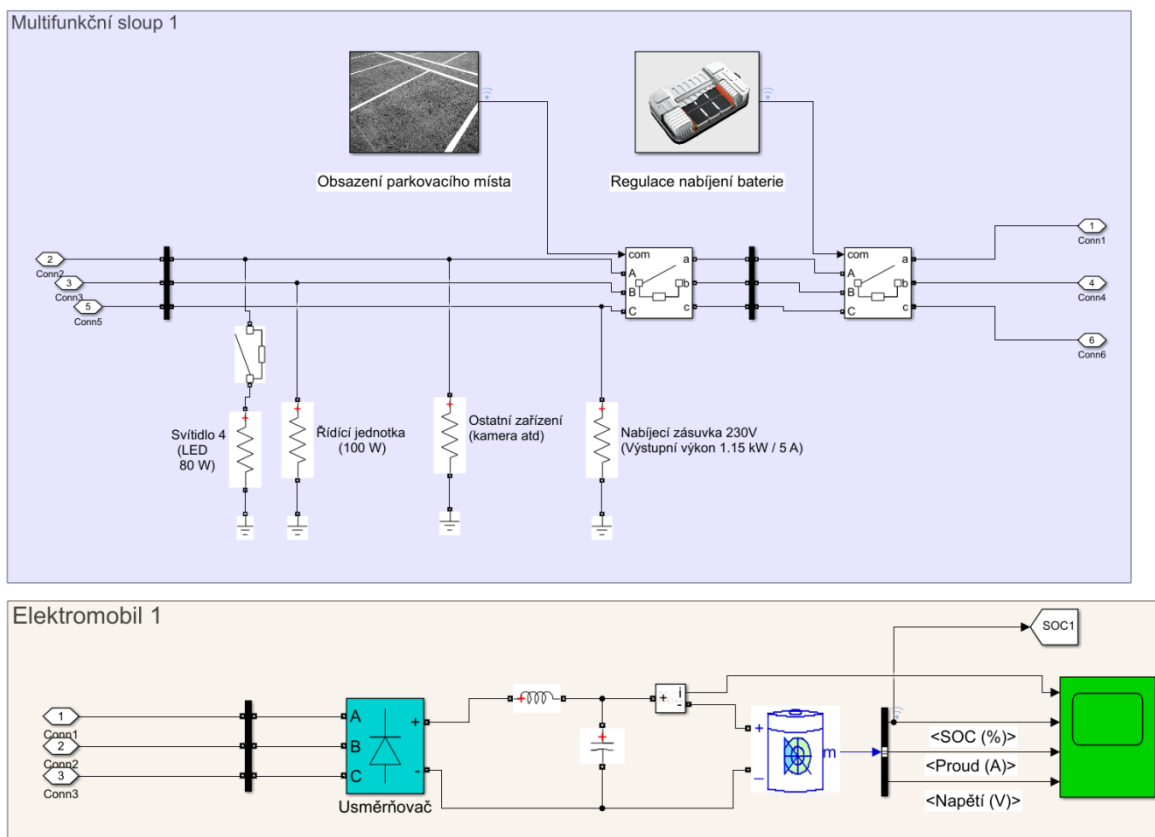 Multifunkční sloup 1
Obsazení parkovacího místa
Regulace nabíjení baterie
2
Conn2
3
Conn3
5
Conn5
com
A
B
C
a
b
c
com
A
B
C
a
b
c
1
Conn1
4
Conn4
6
Conn6
Svítidlo 4
(LED
80 W)
Řídící jednotka
(100 W)
Ostatní zařízení
(kamera atd)
Nabíjecí zásuvka 230V
(Výstupní výkon 1.15 kW / 5 A)
Elektromobil 1
SOC1
1
Conn1
2
Conn2
3
Conn3
A
B
C
+
-
Usměrňovač
+
i
-
+
m
_
<SOC (%)>
<Proud (A)>
<Napětí (V)>